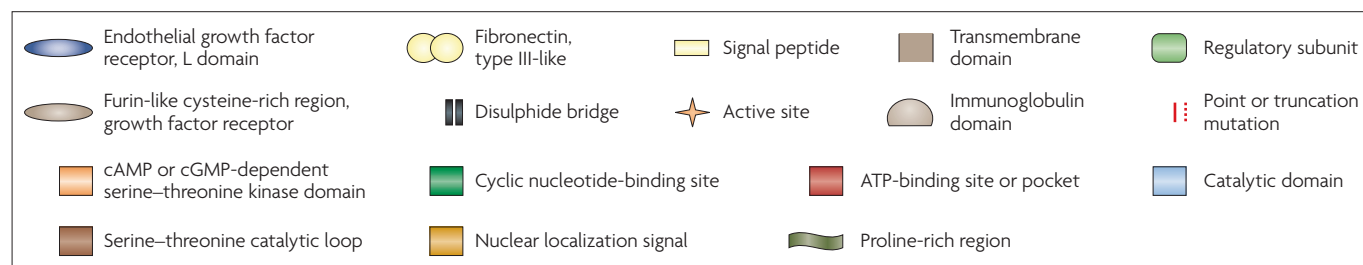 Endothelial growth factor
receptor, L domain
Fibronectin,
type III-like
Signal peptide
Transmembrane
domain
Regulatory subunit
Furin-like cysteine-rich region,
growth factor receptor
Disulphide bridge
Active site
Immunoglobulin
domain
Point or truncation
mutation
cAMP or cGMP-dependent
serine–threonine kinase domain
Cyclic nucleotide-binding site
ATP-binding site or pocket
Catalytic domain
Serine–threonine catalytic loop
Nuclear localization signal
Proline-rich region